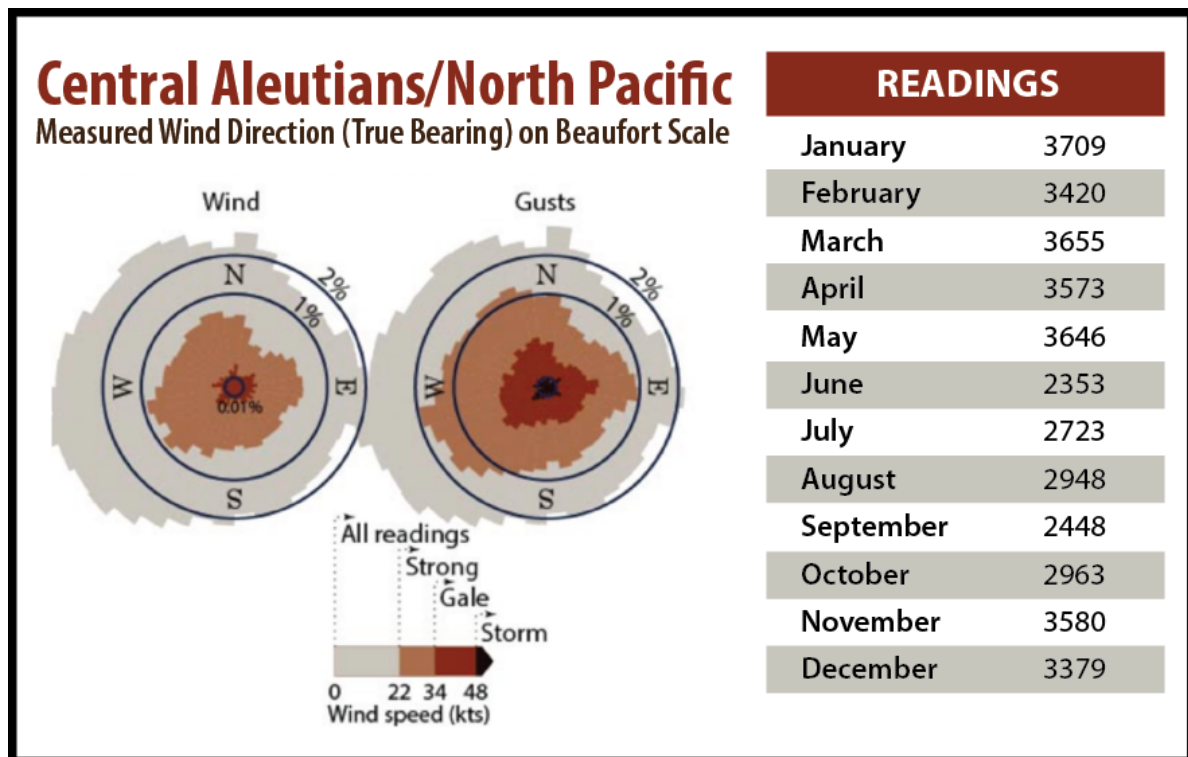 Central Aleutians/North Pacific
Measured Wind Direction (True Bearing) on Beaufort Scale
Wind
N
2%
1%
W
E
0.01%
S
Gusts
N
2%
1%
W
E
S
All readings
Strong
Gale
Storm
0 22 34 48
Wind speed (kts)
READINGS
January 3709
February 3420
March 3655
April 3573
May 3646
June 2353
July 2723
August 2948
September 2448
October 2963
November 3580
December 3379